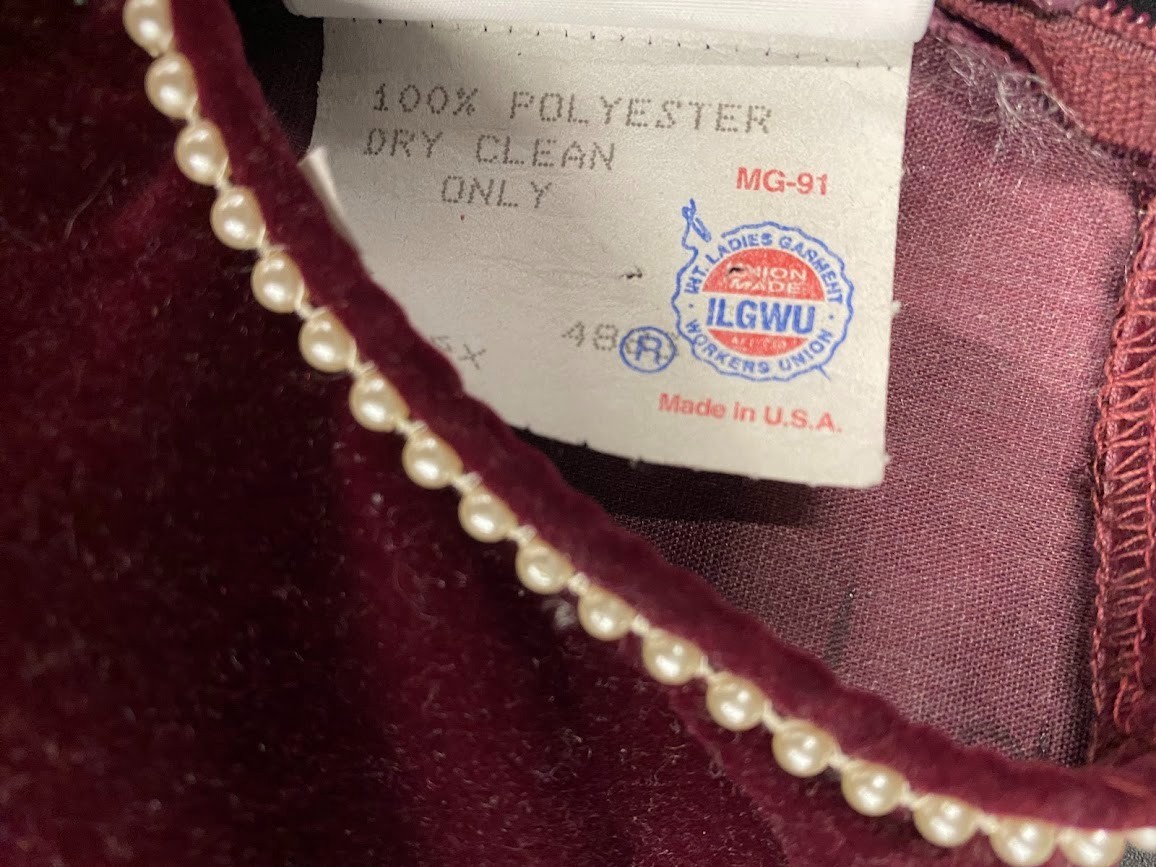 100% POLYESTER
DRY CLEAN
ONLY
MG-91
INT. LADIES GARMENT
UNION
MADE
ILGWU
WORKERS UNION
48
®
Made in U.S.A.